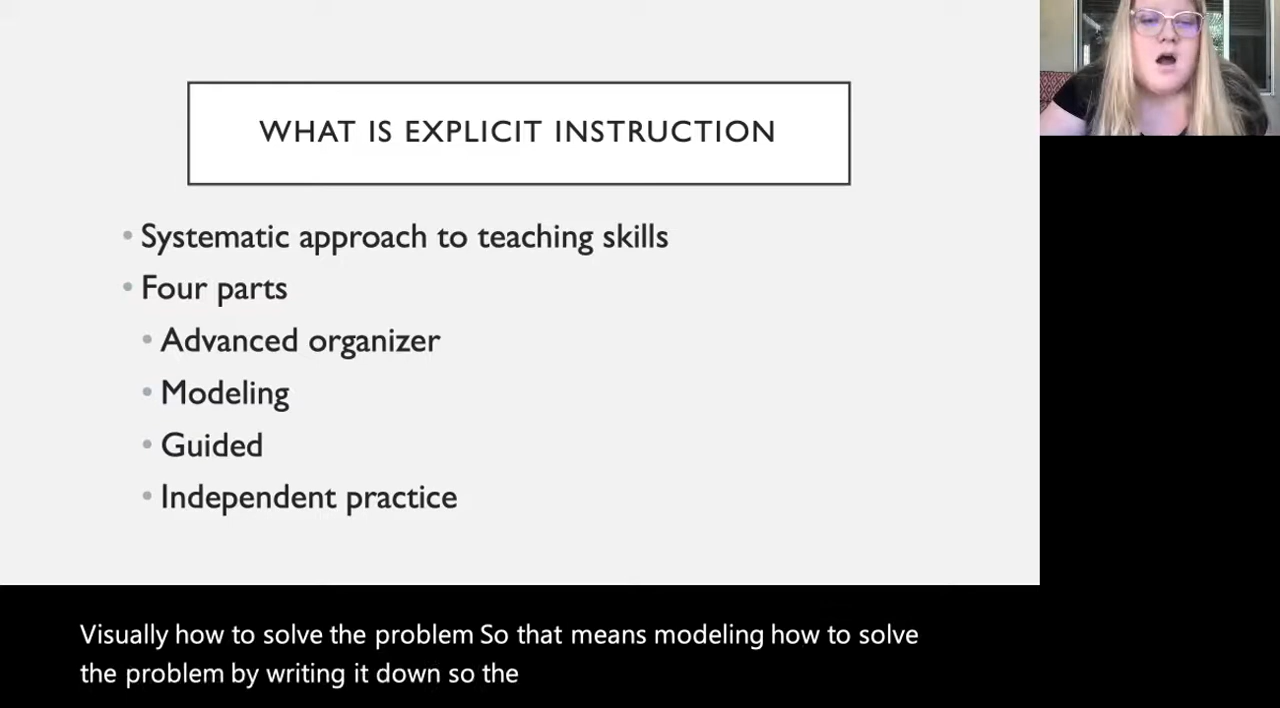 WHAT IS EXPLICIT INSTRUCTION
• Systematic approach to teaching skills
• Four parts
• Advanced organizer
• Modeling
• Guided
• Independent practice
Visually how to solve the problem So that means modeling how to solve
the problem by writing it down so the